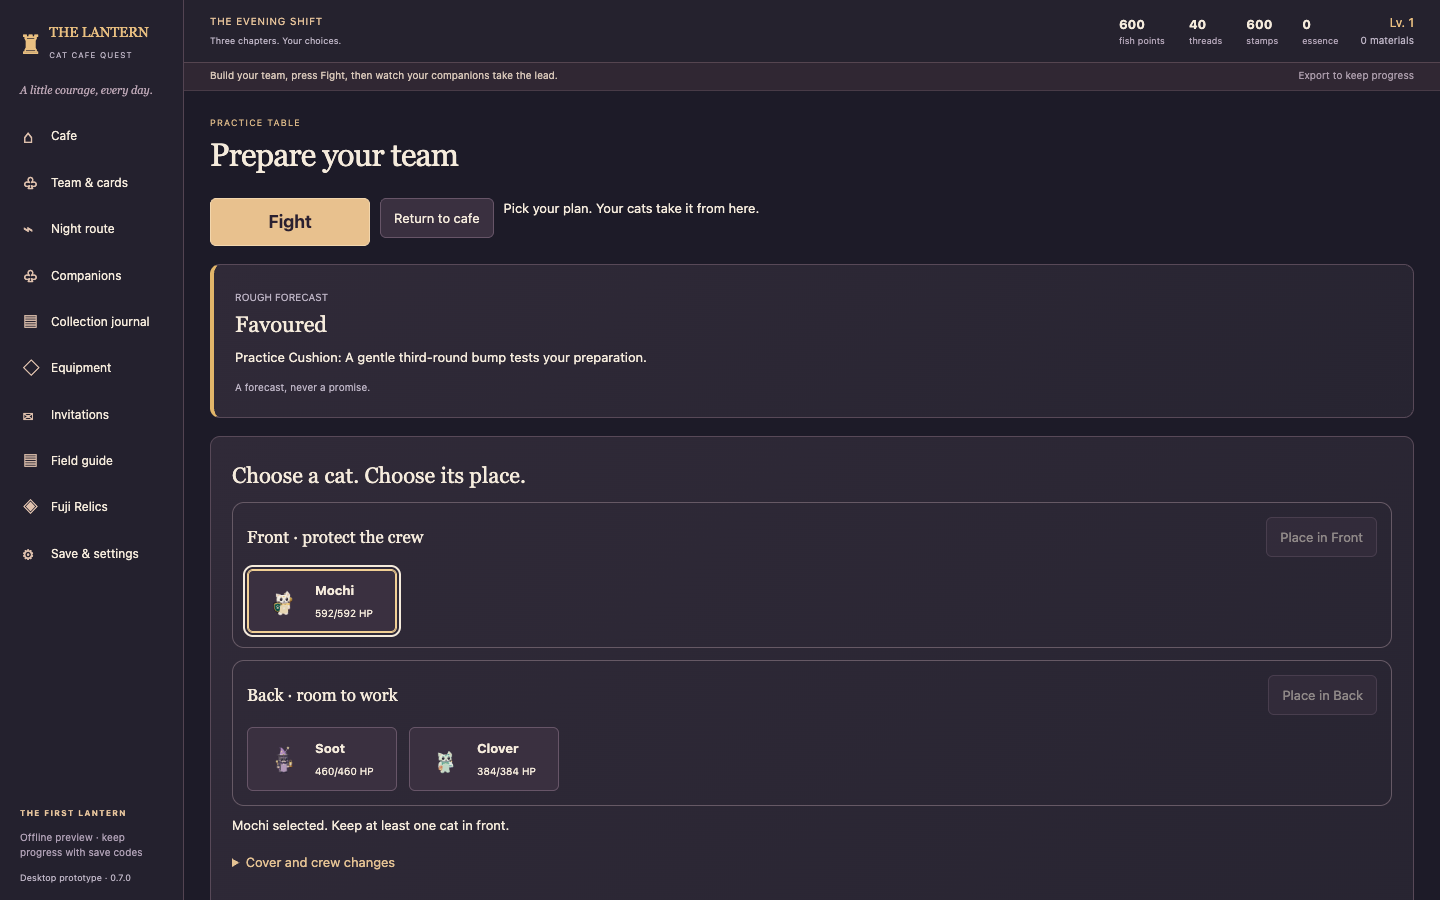 THE LANTERN
CAT CAFE QUEST
A little courage, every day.
Cafe
Team & cards
Night route
Companions
Collection journal
Equipment
Invitations
Field guide
Fuji Relics
Save & settings
THE FIRST LANTERN
Offline preview · keep
progress with save codes
Desktop prototype · 0.7.0
THE EVENING SHIFT
Three chapters. Your choices.
600
fish points
40
threads
600
stamps
0
essence
Lv. 1
0 materials
Build your team, press Fight, then watch your companions take the lead.
Export to keep progress
PRACTICE TABLE
Prepare your team
Fight
Return to cafe
Pick your plan. Your cats take it from here.
ROUGH FORECAST
Favoured
Practice Cushion: A gentle third-round bump tests your preparation.
A forecast, never a promise.
Choose a cat. Choose its place.
Front · protect the crew
Place in Front
Mochi
592/592 HP
Back · room to work
Place in Back
Soot
460/460 HP
Clover
384/384 HP
Mochi selected. Keep at least one cat in front.
Cover and crew changes